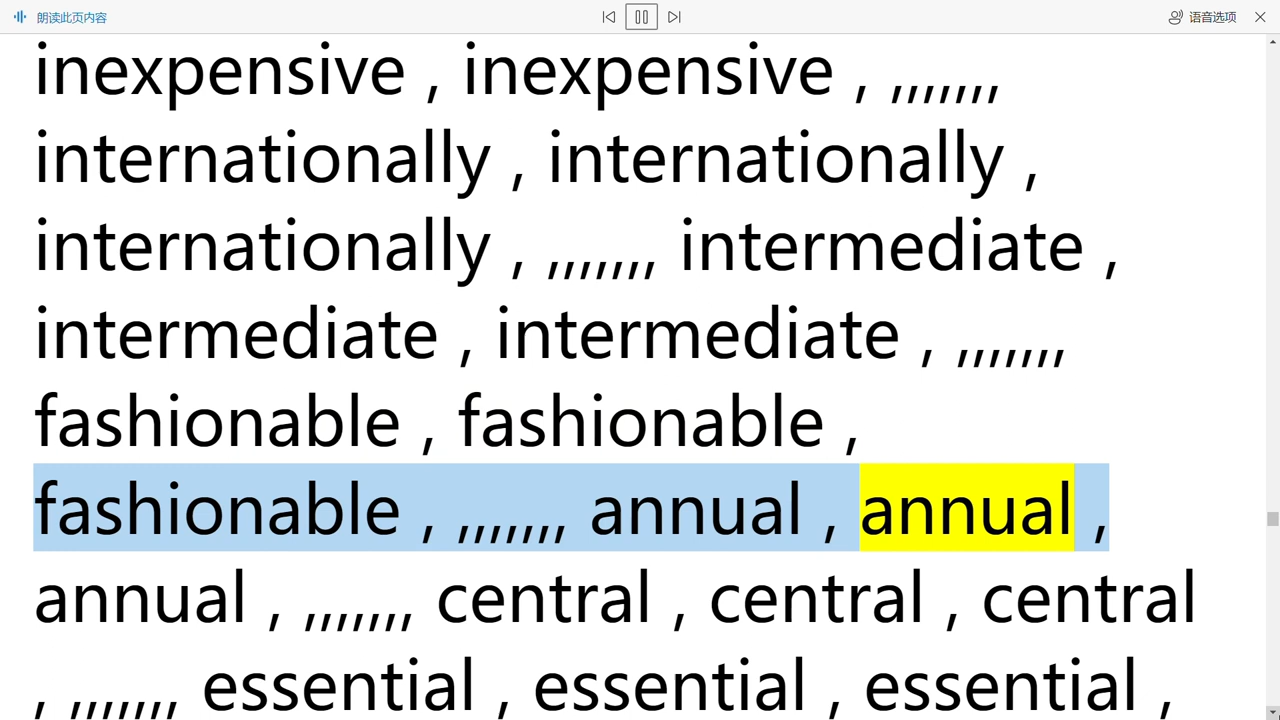 朗读此页内容
语音选项
inexpensive , inexpensive , ,,,,,,,
internationally , internationally ,
internationally , ,,,,,,, intermediate ,
intermediate , intermediate , ,,,,,,,
fashionable , fashionable ,
fashionable , ,,,,,,, annual , annual ,
annual , ,,,,,,, central , central , central
, ,,,,,,, essential , essential , essential ,